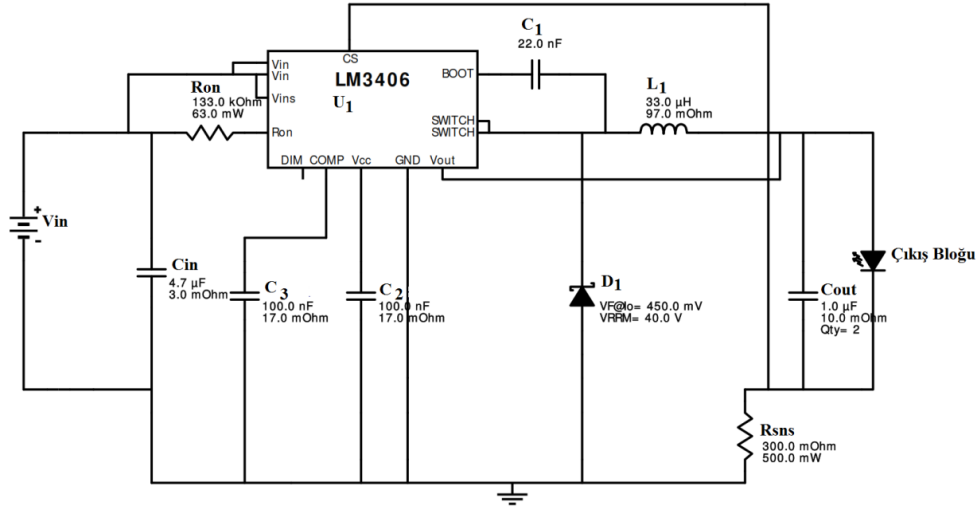 C1
22.0 nF
CS
Vin
Vin
Vins
Ron
LM3406
U1
BOOT
SWITCH
SWITCH
DIM
COMP
Vcc
GND
Vout
Ron
133.0 kOhm
63.0 mW
L1
33.0 µH
97.0 mOhm
+
Vin
-
Cin
4.7 µF
3.0 mOhm
C3
100.0 nF
17.0 mOhm
C2
100.0 nF
17.0 mOhm
D1
VF@Io= 450.0 mV
VRRM= 40.0 V
Cout
1.0 µF
10.0 mOhm
Qty= 2
Çıkış Bloğu
Rsns
300.0 mOhm
500.0 mW